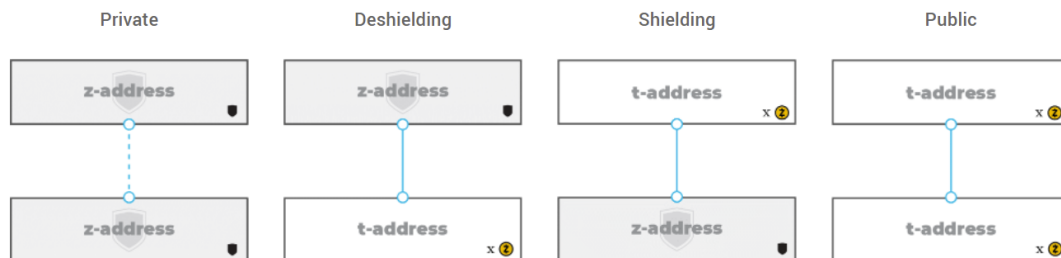 Private Deshielding Shielding Public
z-address z-address t-address t-address
x x
z-address t-address z-address t-address
x x